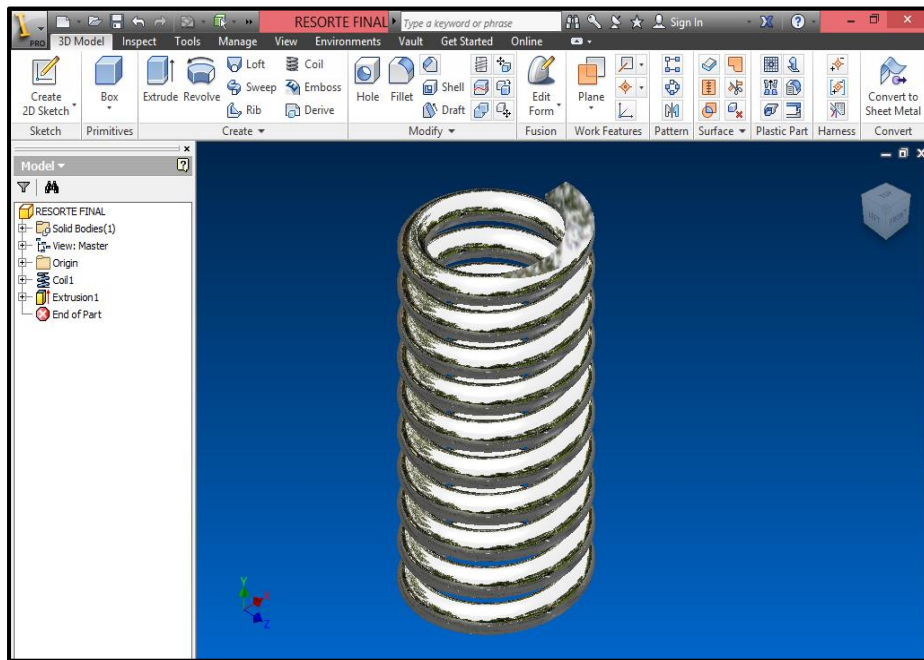 PRO
RESORTE FINAL
Type a keyword or phrase
Sign In
3D Model Inspect Tools Manage View Environments Vault Get Started Online
Create
2D Sketch
Box
Extrude
Revolve
Loft
Sweep
Rib
Coil
Emboss
Derive
Hole
Fillet
Shell
Draft
Edit
Form
Plane
Convert to
Sheet Metal
Sketch Primitives Create Modify Fusion Work Features Pattern Surface Plastic Part Harness Convert
Model
RESORTE FINAL
Solid Bodies(1)
View: Master
Origin
Coil1
Extrusion1
End of Part
TOP
LEFT
FRONT
Y
X
Z